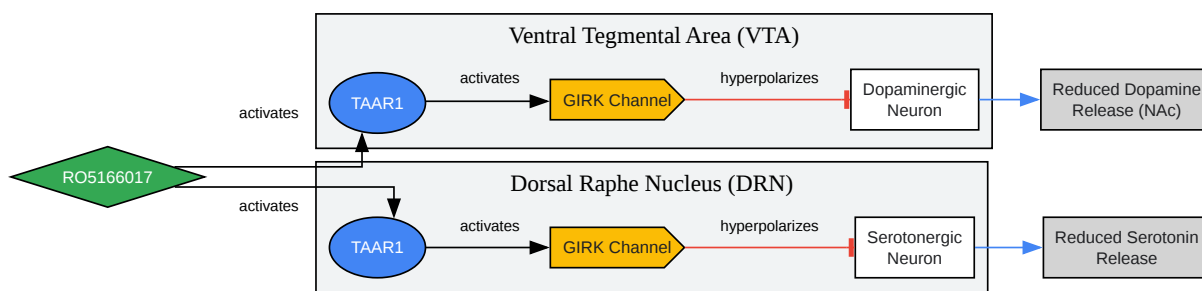 Ventral Tegmental Area (VTA)
activates
TAAR1
activates
GIRK Channel
hyperpolarizes
Dopaminergic
Neuron
Reduced Dopamine
Release (NAc)
RO5166017
activates
Dorsal Raphe Nucleus (DRN)
TAAR1
activates
GIRK Channel
hyperpolarizes
Serotonergic
Neuron
Reduced Serotonin
Release